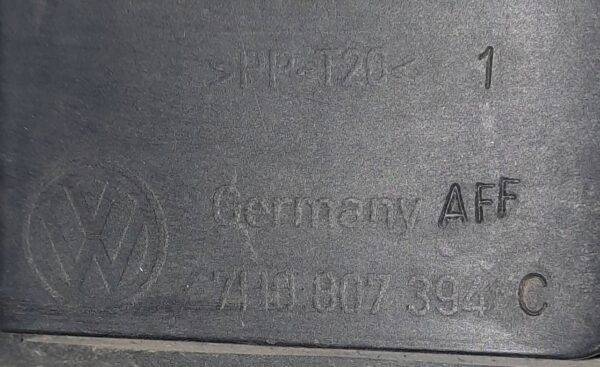 >PP-T20< 1
Germany AFF
7H0 807 394 C